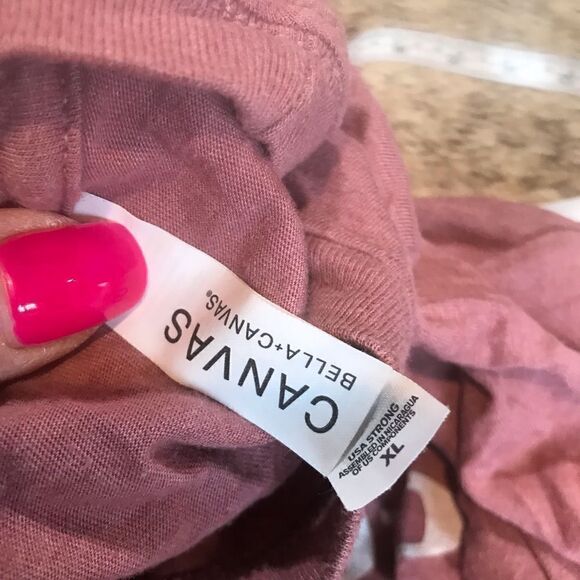 CANVAS
BELLA+CANVAS®
USA STRONG
ASSEMBLED IN NICARAGUA
OF US COMPONENTS
XL